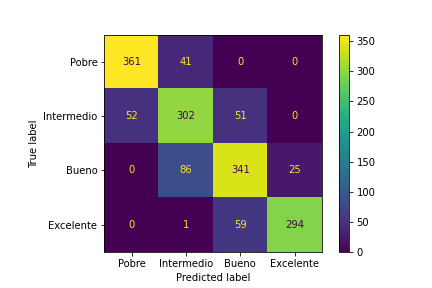 Pobre 361 41 0 0
Intermedio 52 302 51 0
Bueno 0 86 341 25
Excelente 0 1 59 294
Pobre Intermedio Bueno Excelente
Predicted label
True label
350
300
250
200
150
100
50
0